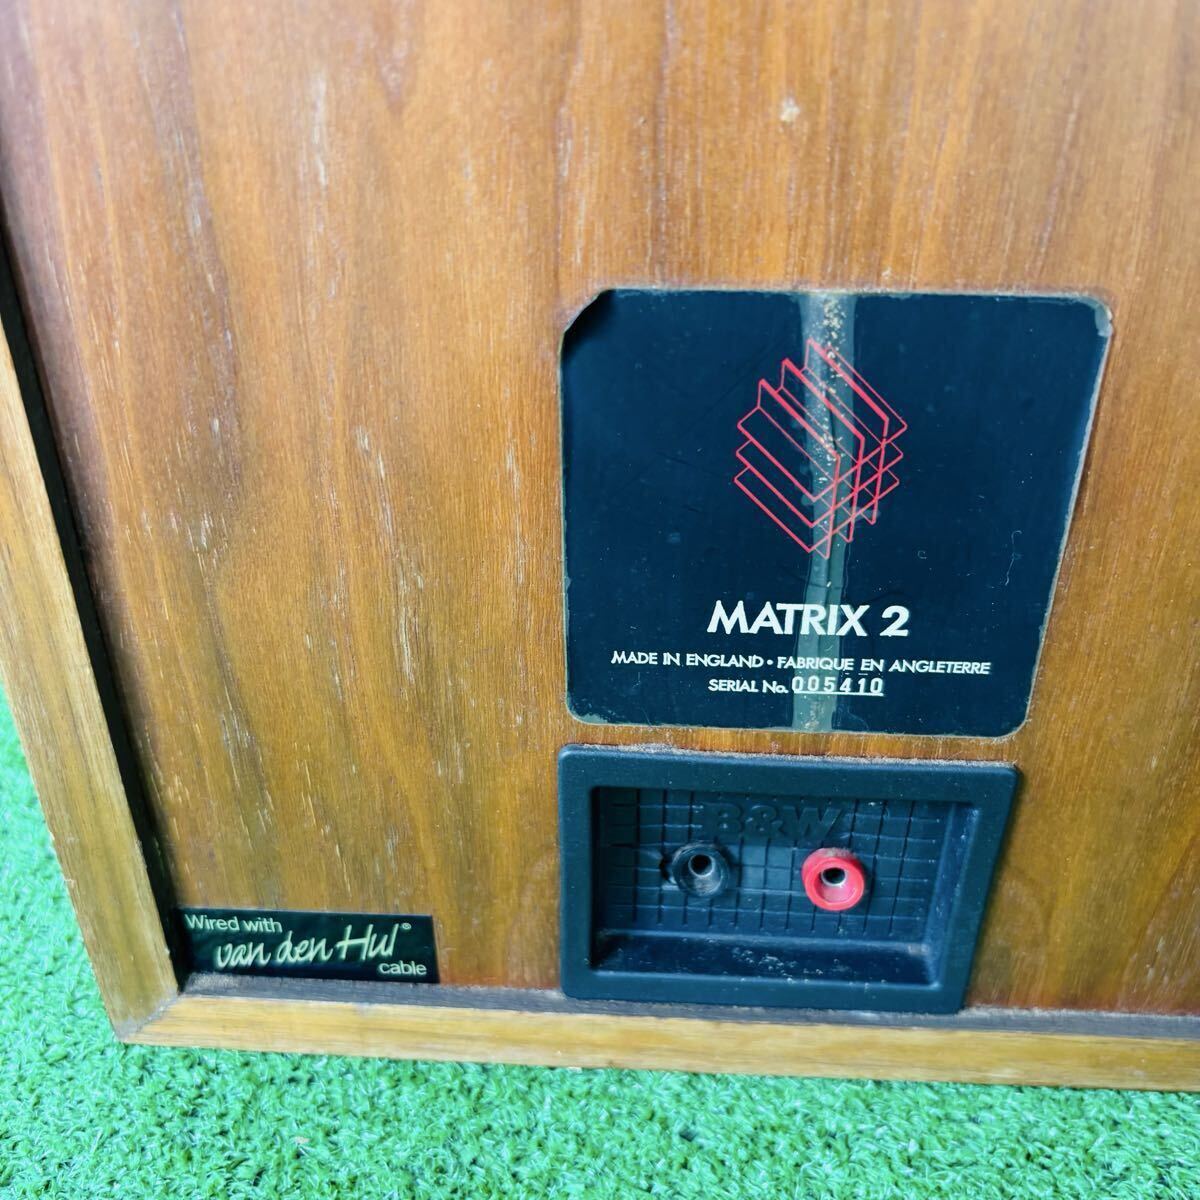 MATRIX 2
MADE IN ENGLAND • FABRIQUE EN ANGLETERRE
SERIAL No. 005410
B&W
Wired with
van den Hul®
cable